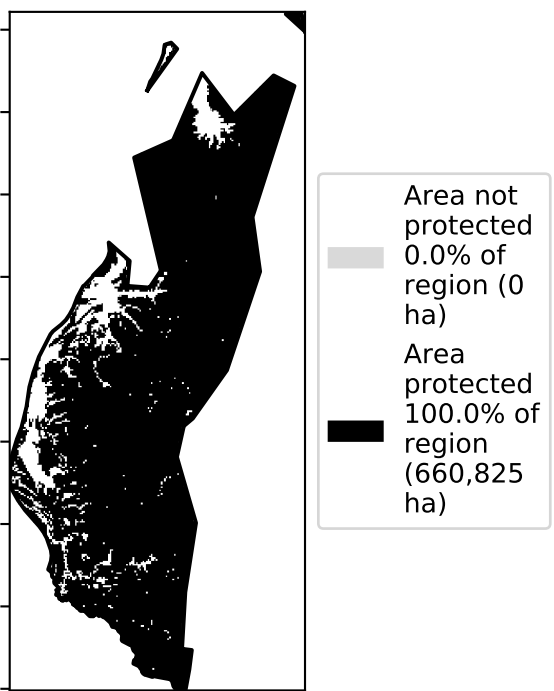 Area not
protected
0.0% of
region (0
ha)
Area
protected
100.0% of
region
(660,825
ha)